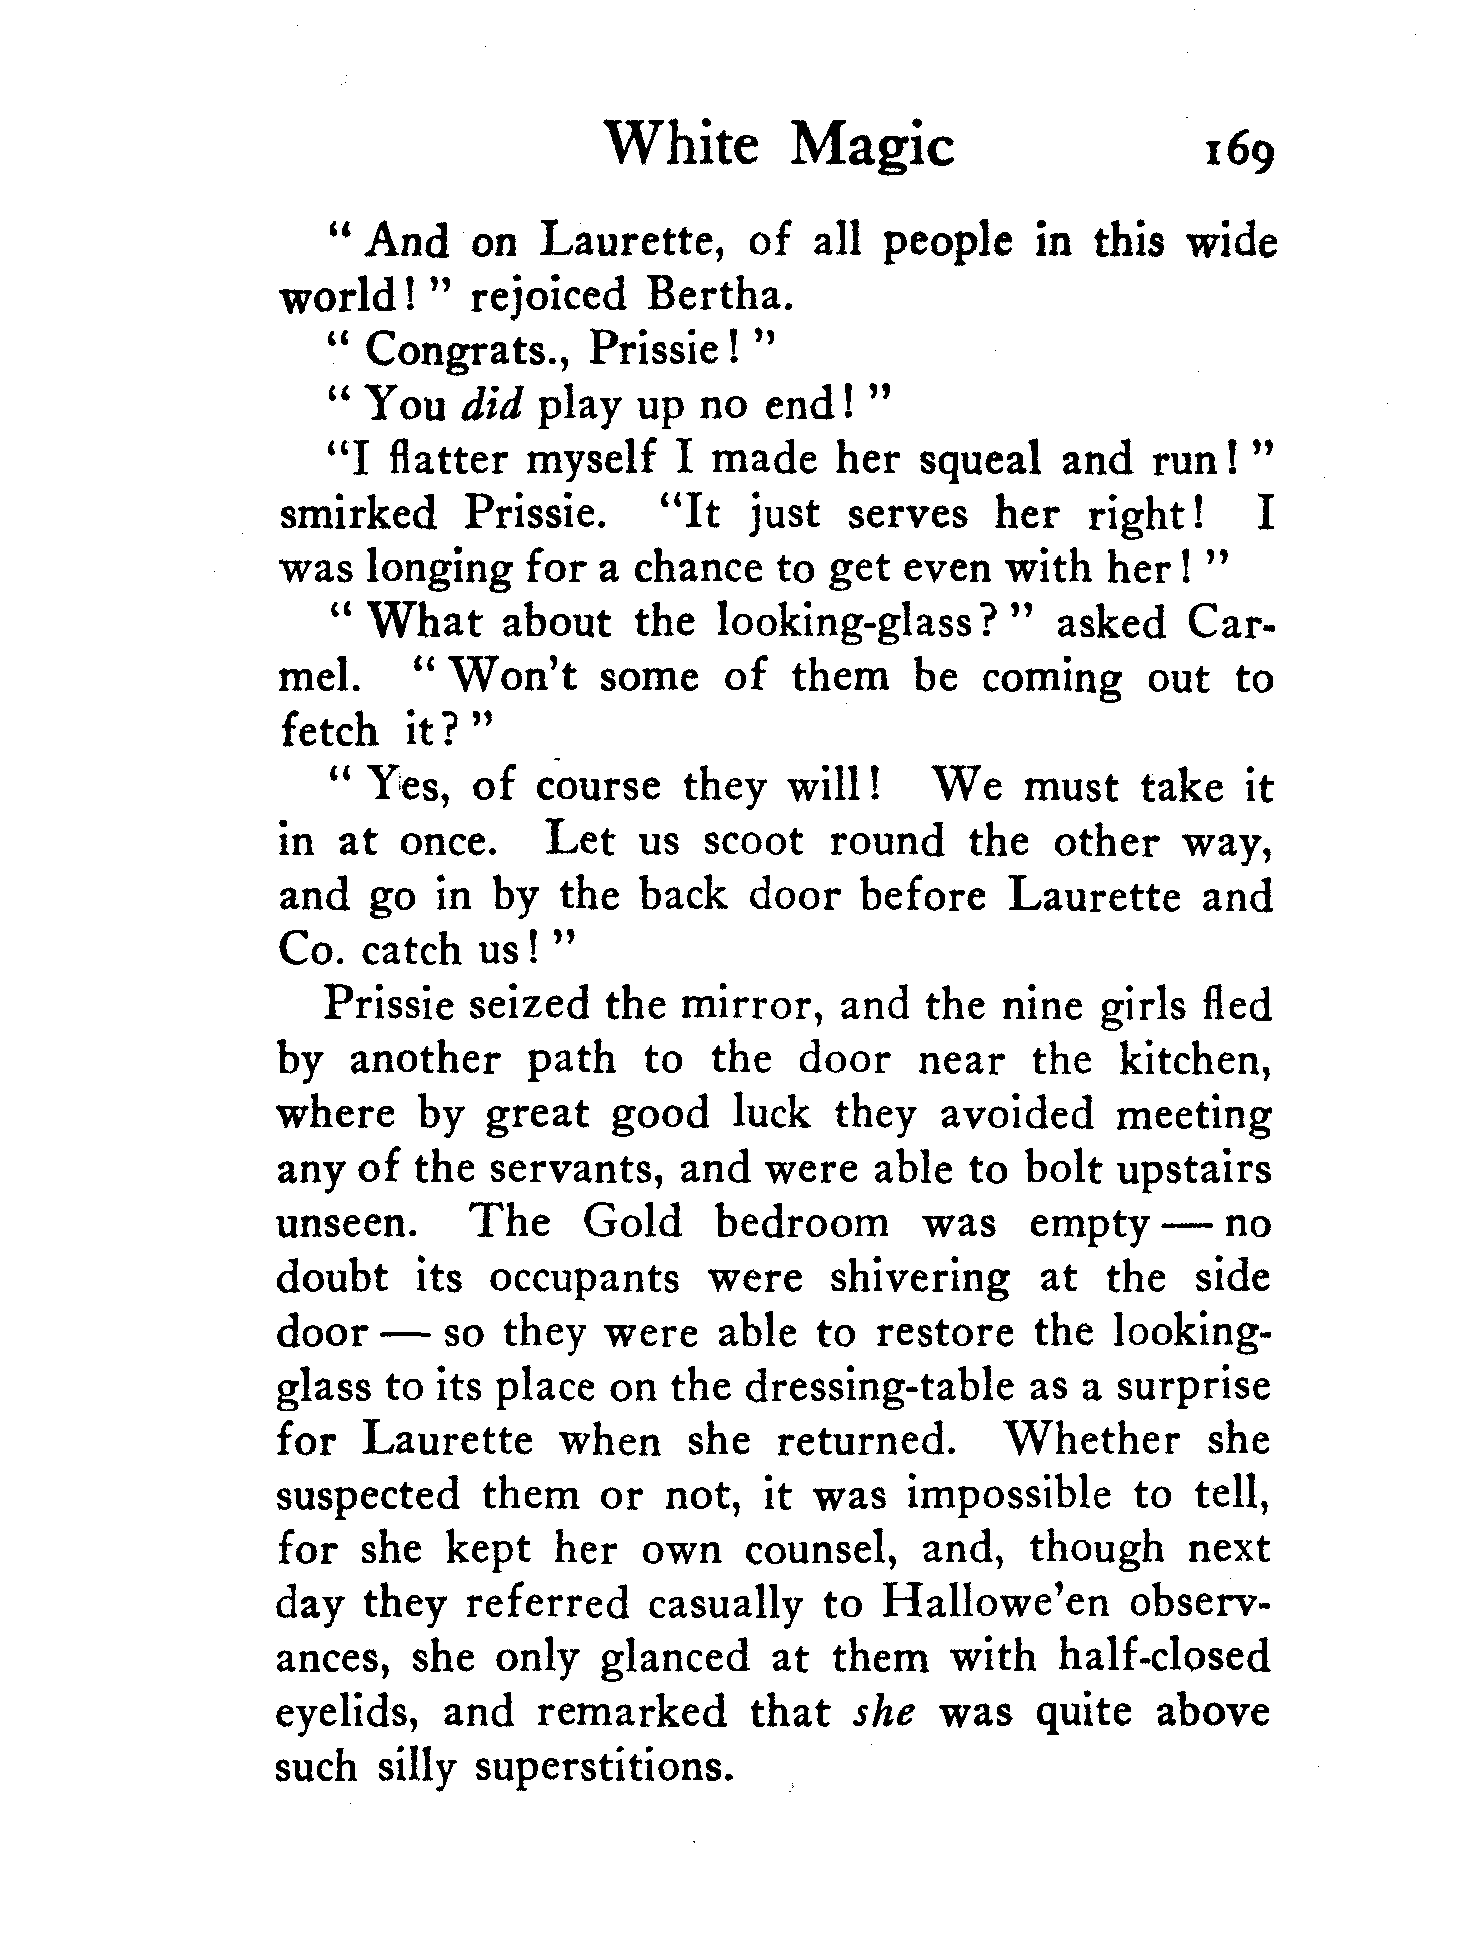 White Magic 169
“ And on Laurette, of all people in this wide
world! ” rejoiced Bertha.
“ Congrats., Prissie! ”
“ You did play up no end! ”
“I flatter myself I made her squeal and run! ”
smirked Prissie. “It just serves her right! I
was longing for a chance to get even with her! ”
“ What about the looking-glass? ” asked Car-
mel. “ Won’t some of them be coming out to
fetch it? ”
“ Yes, of course they will! We must take it
in at once. Let us scoot round the other way,
and go in by the back door before Laurette and
Co. catch us! ”
Prissie seized the mirror, and the nine girls fled
by another path to the door near the kitchen,
where by great good luck they avoided meeting
any of the servants, and were able to bolt upstairs
unseen. The Gold bedroom was empty — no
doubt its occupants were shivering at the side
door — so they were able to restore the looking-
glass to its place on the dressing-table as a surprise
for Laurette when she returned. Whether she
suspected them or not, it was impossible to tell,
for she kept her own counsel, and, though next
day they referred casually to Hallowe’en observ-
ances, she only glanced at them with half-closed
eyelids, and remarked that she was quite above
such silly superstitions.